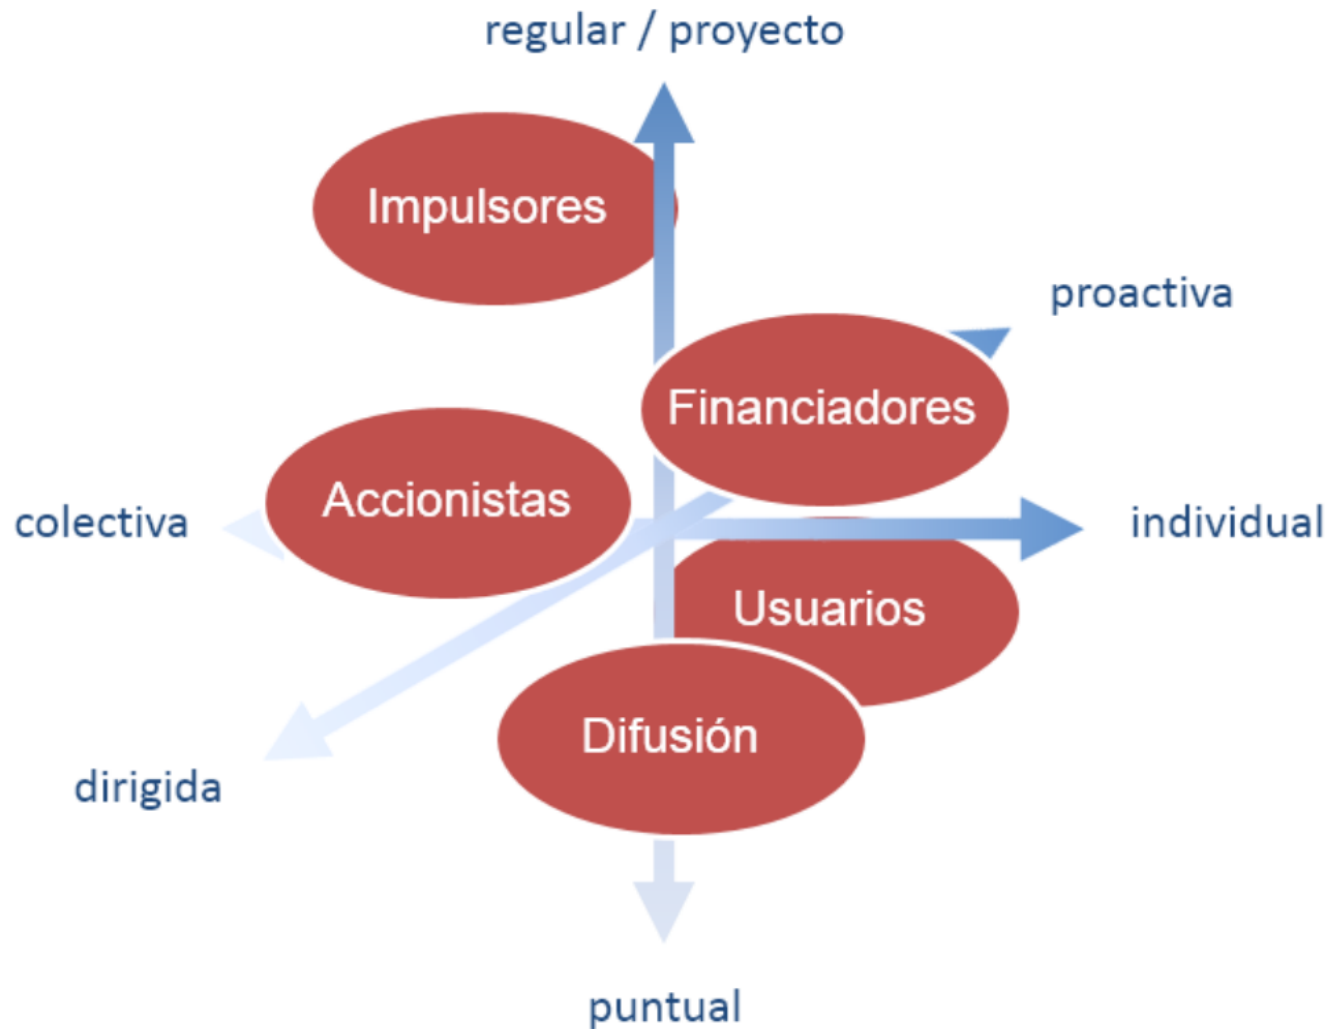 regular / proyecto
Impulsores
proactiva
Financiadores
Accionistas
colectiva
individual
Usuarios
Difusión
dirigida
puntual